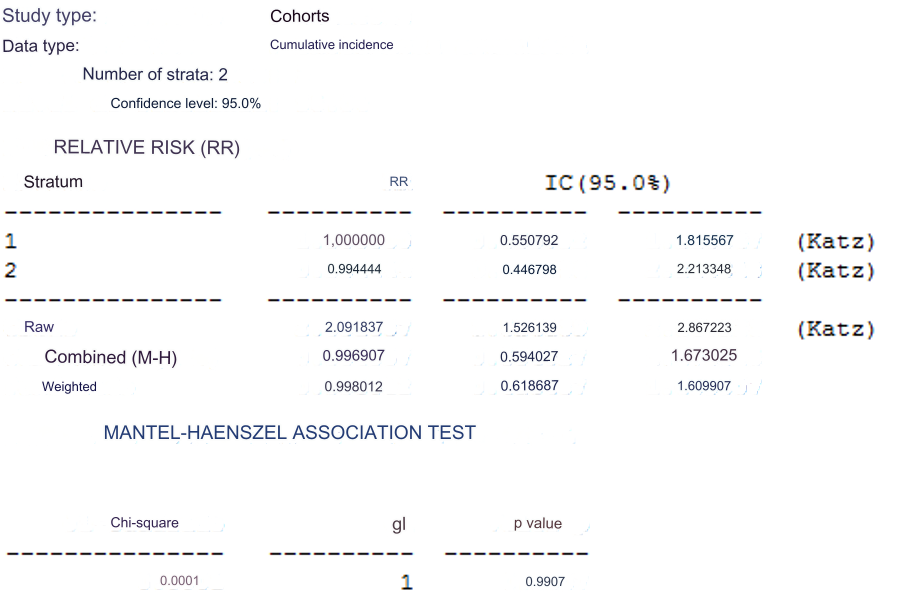 Study type: Cohorts
Data type: Cumulative incidence
Number of strata: 2
Confidence level: 95.0%
RELATIVE RISK (RR)
Stratum RR IC(95.0%)
--------------- ---------- ---------- ----------
1 1,000000 0.550792 1.815567 (Katz)
2 0.994444 0.446798 2.213348 (Katz)
--------------- ---------- ---------- ----------
Raw 2.091837 1.526139 2.867223 (Katz)
Combined (M-H) 0.996907 0.594027 1.673025
Weighted 0.998012 0.618687 1.609907
MANTEL-HAENSZEL ASSOCIATION TEST
Chi-square gl p value
--------------- ---------- ----------
0.0001 1 0.9907